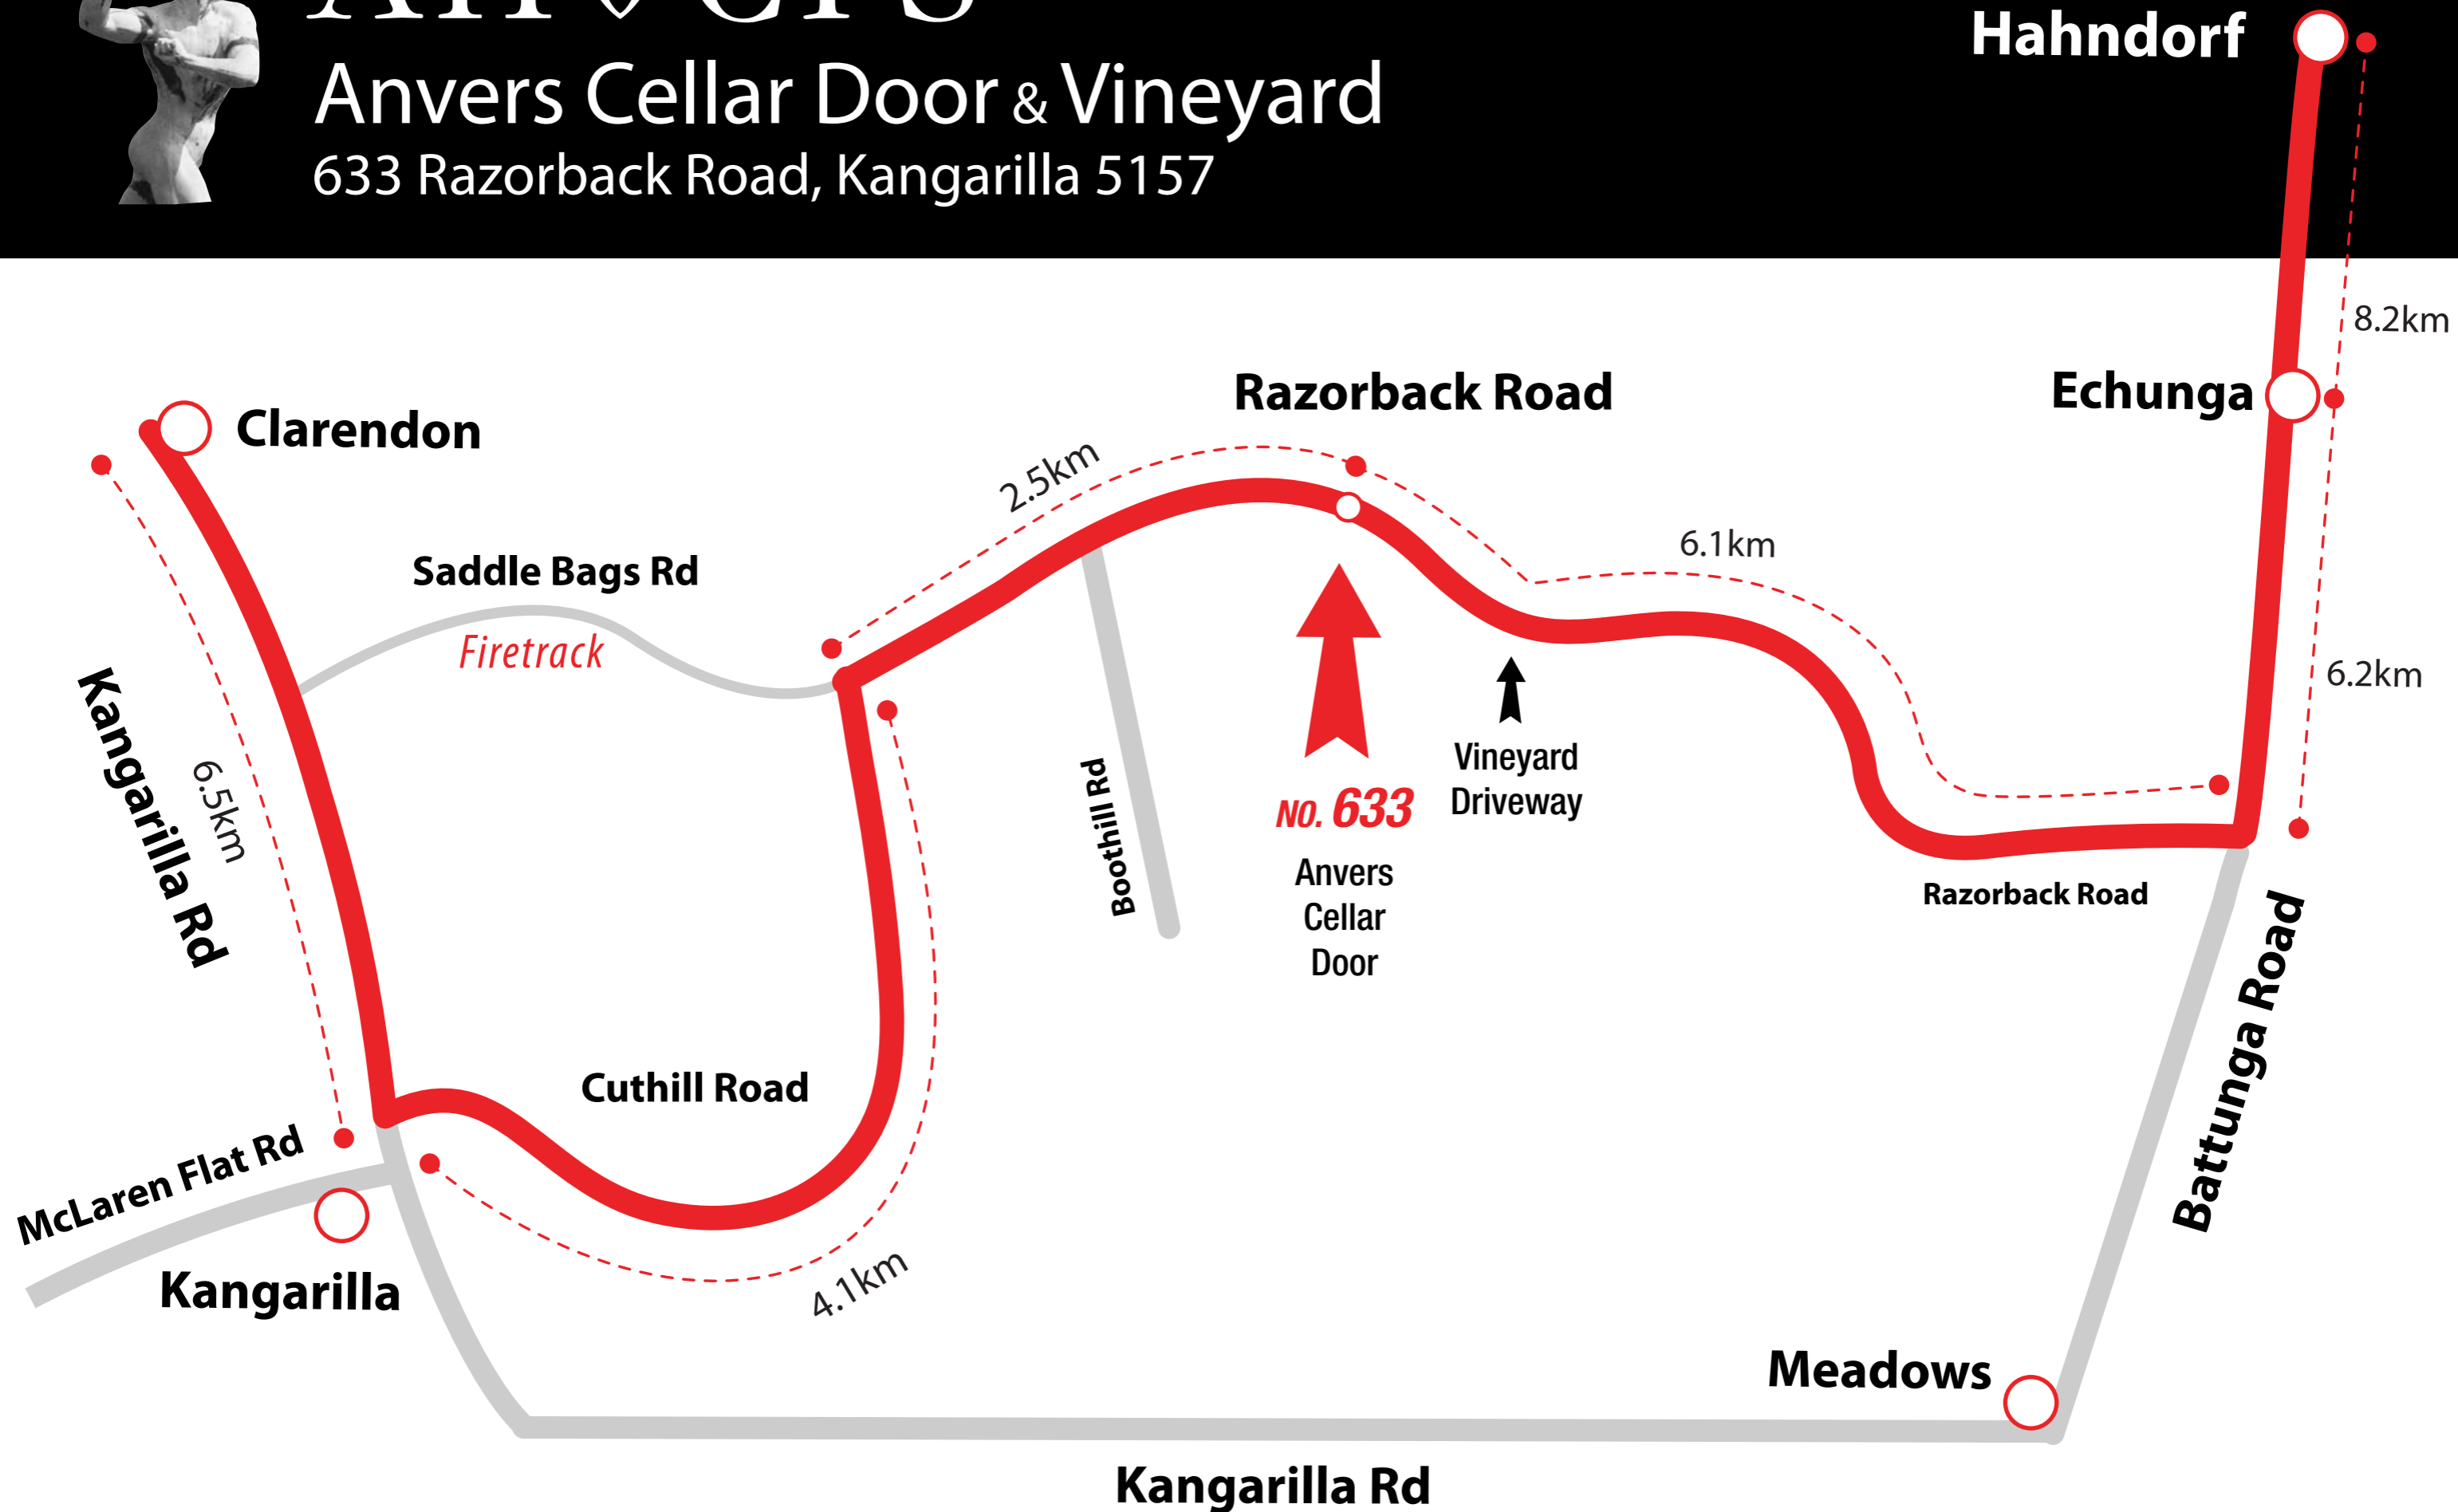 Anvers
Anvers Cellar Door & Vineyard
633 Razorback Road, Kangarilla 5157
Hahndorf
8.2km
Echunga
Razorback Road
Clarendon
2.5km
6.1km
Saddle Bags Rd
Firetrack
6.2km
Kangarilla Rd
6.5km
Vineyard
Driveway
Boothill Rd
NO. 633
Anvers
Cellar
Door
Razorback Road
Battunga Road
Cuthill Road
McLaren Flat Rd
Kangarilla
4.1km
Meadows
Kangarilla Rd